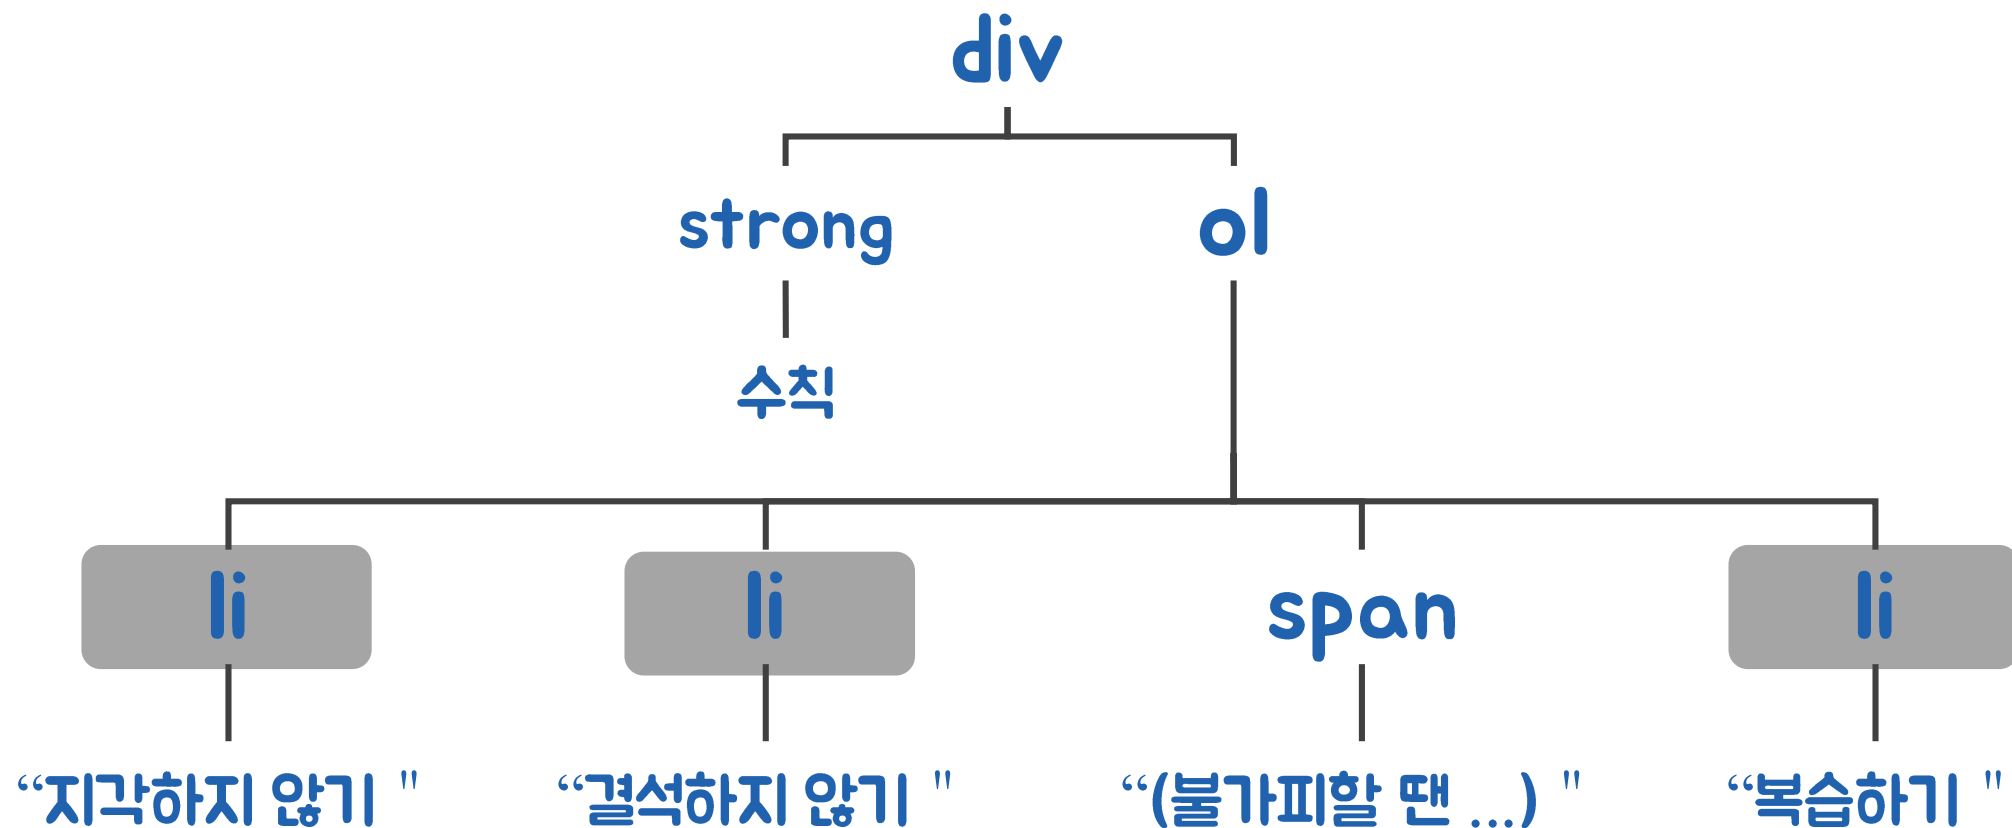 div
strong
ol
수칙
li
li
span
li
“지각하지 않기 "
“결석하지 않기 "
“(불가피할 땐 ...) "
“복습하기 "